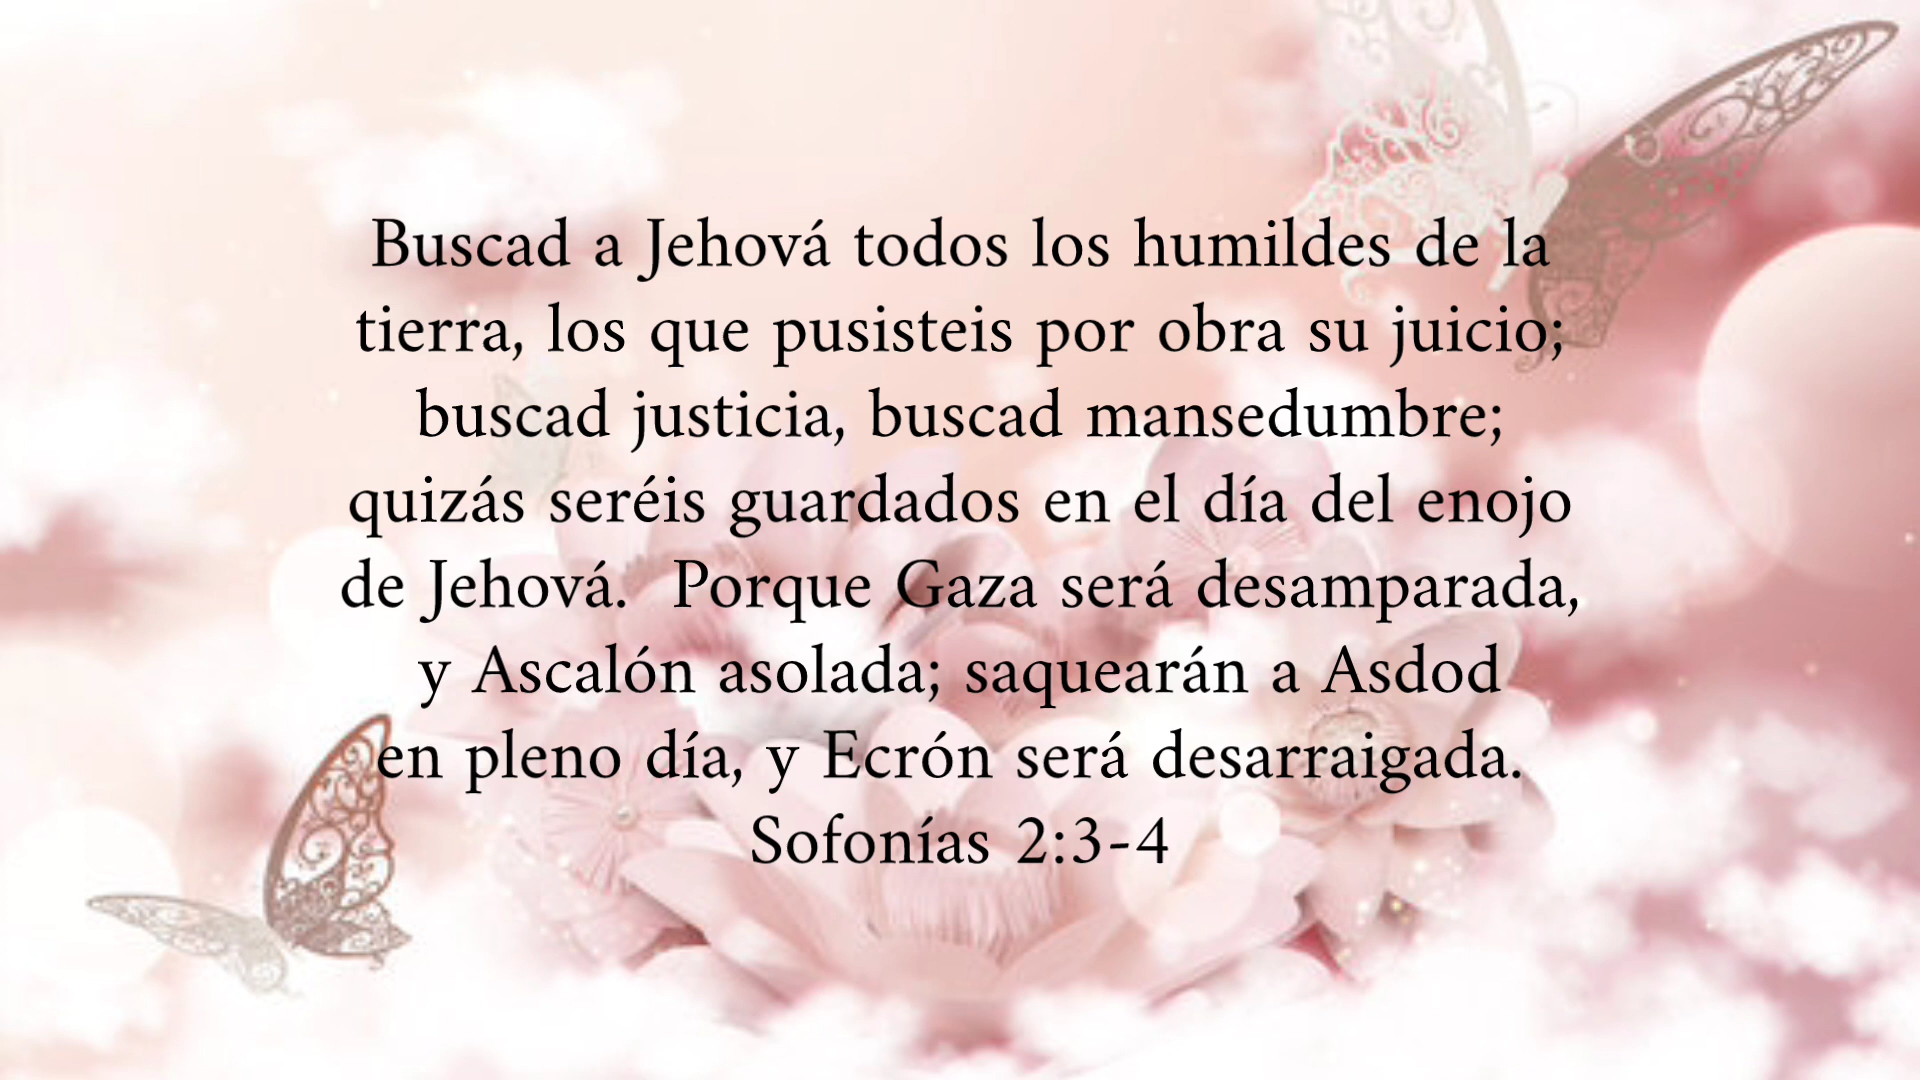 Buscad a Jehová todos los humildes de la
tierra, los que pusisteis por obra su juicio;
buscad justicia, buscad mansedumbre;
quizás seréis guardados en el día del enojo
de Jehová.  Porque Gaza será desamparada,
y Ascalón asolada; saquearán a Asdod
en pleno día, y Ecrón será desarraigada.
Sofonías 2:3-4